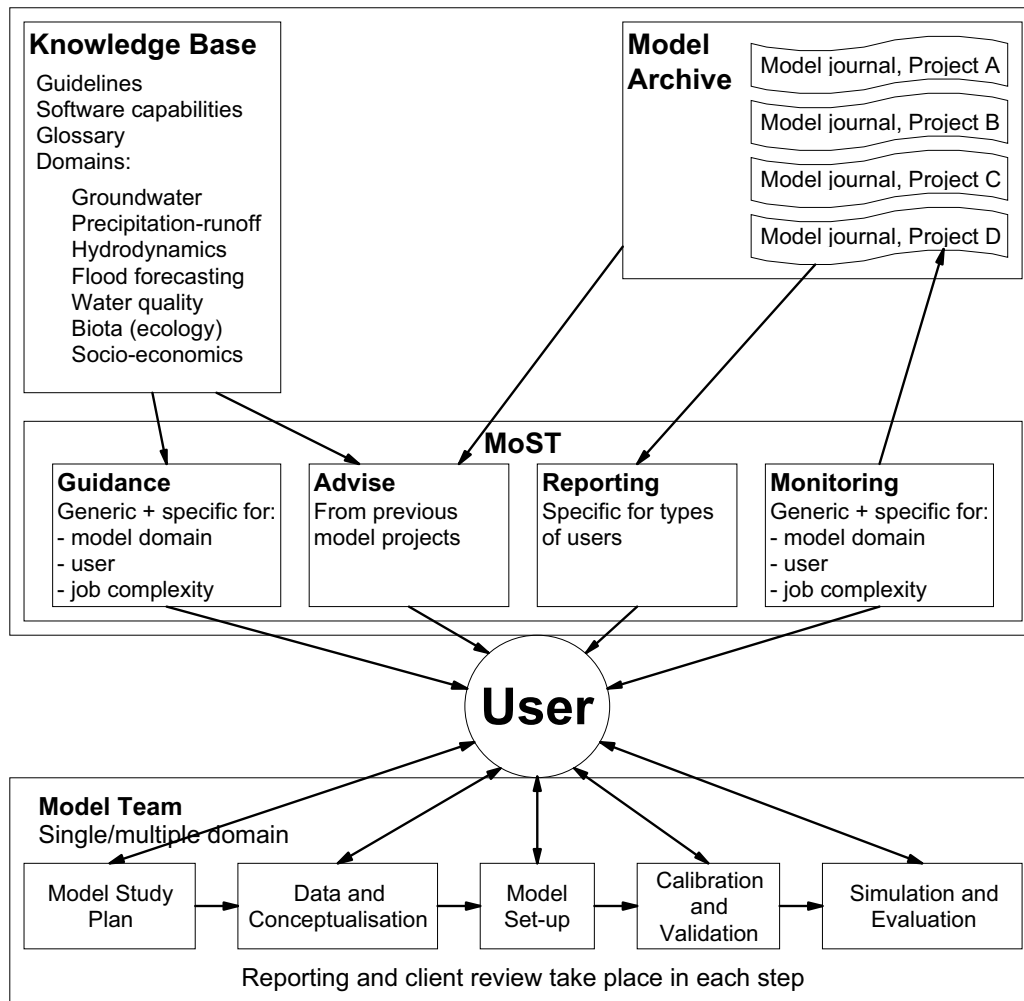 Knowledge Base
Guidelines
Software capabilities
Glossary
Domains:
Groundwater
Precipitation-runoff
Hydrodynamics
Flood forecasting
Water quality
Biota (ecology)
Socio-economics
Model
Archive
Model journal, Project A
Model journal, Project B
Model journal, Project C
Model journal, Project D
MoST
Guidance
Generic + specific for:
- model domain
- user
- job complexity
Advise
From previous
model projects
Reporting
Specific for types
of users
Monitoring
Generic + specific for:
- model domain
- user
- job complexity
User
Model Team
Single/multiple domain
Model Study
Plan
Data and
Conceptualisation
Model
Set-up
Calibration
and
Validation
Simulation and
Evaluation
Reporting and client review take place in each step